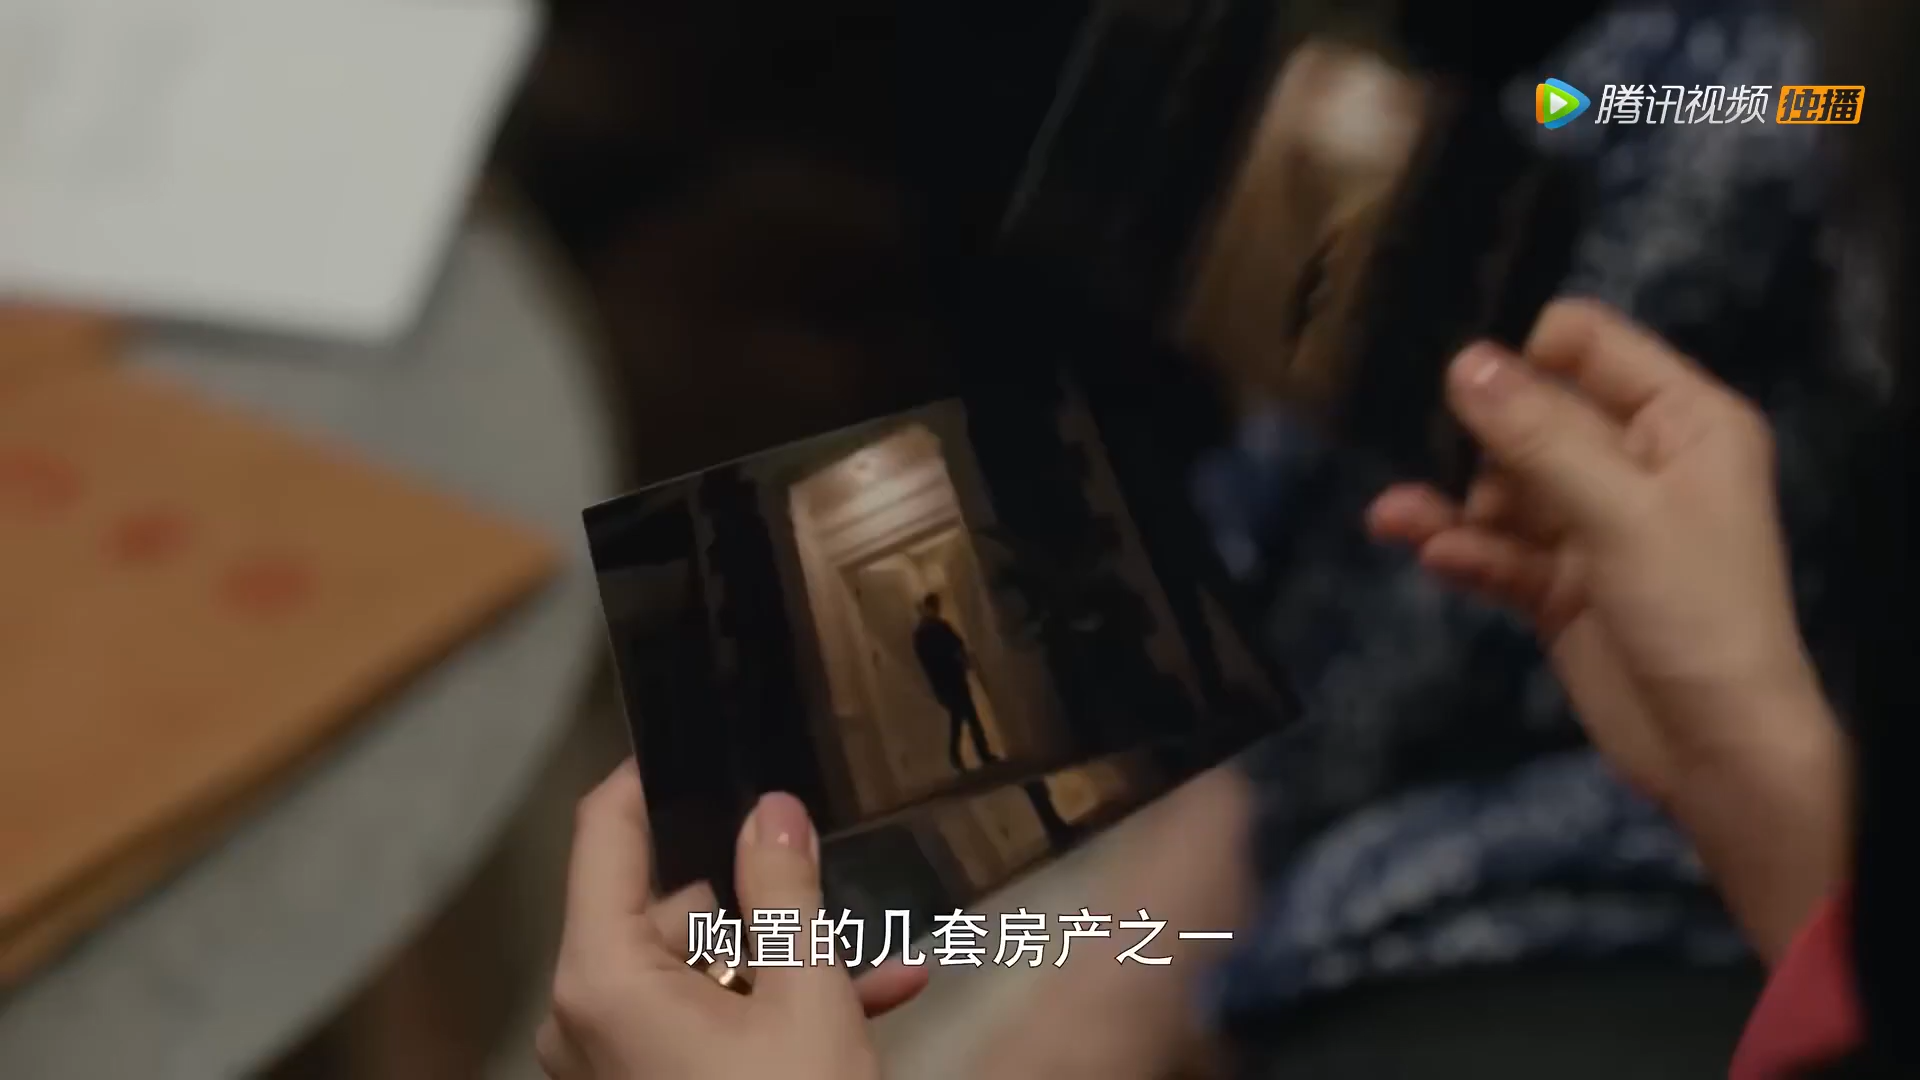 腾讯视频 独播
购置的几套房产之一